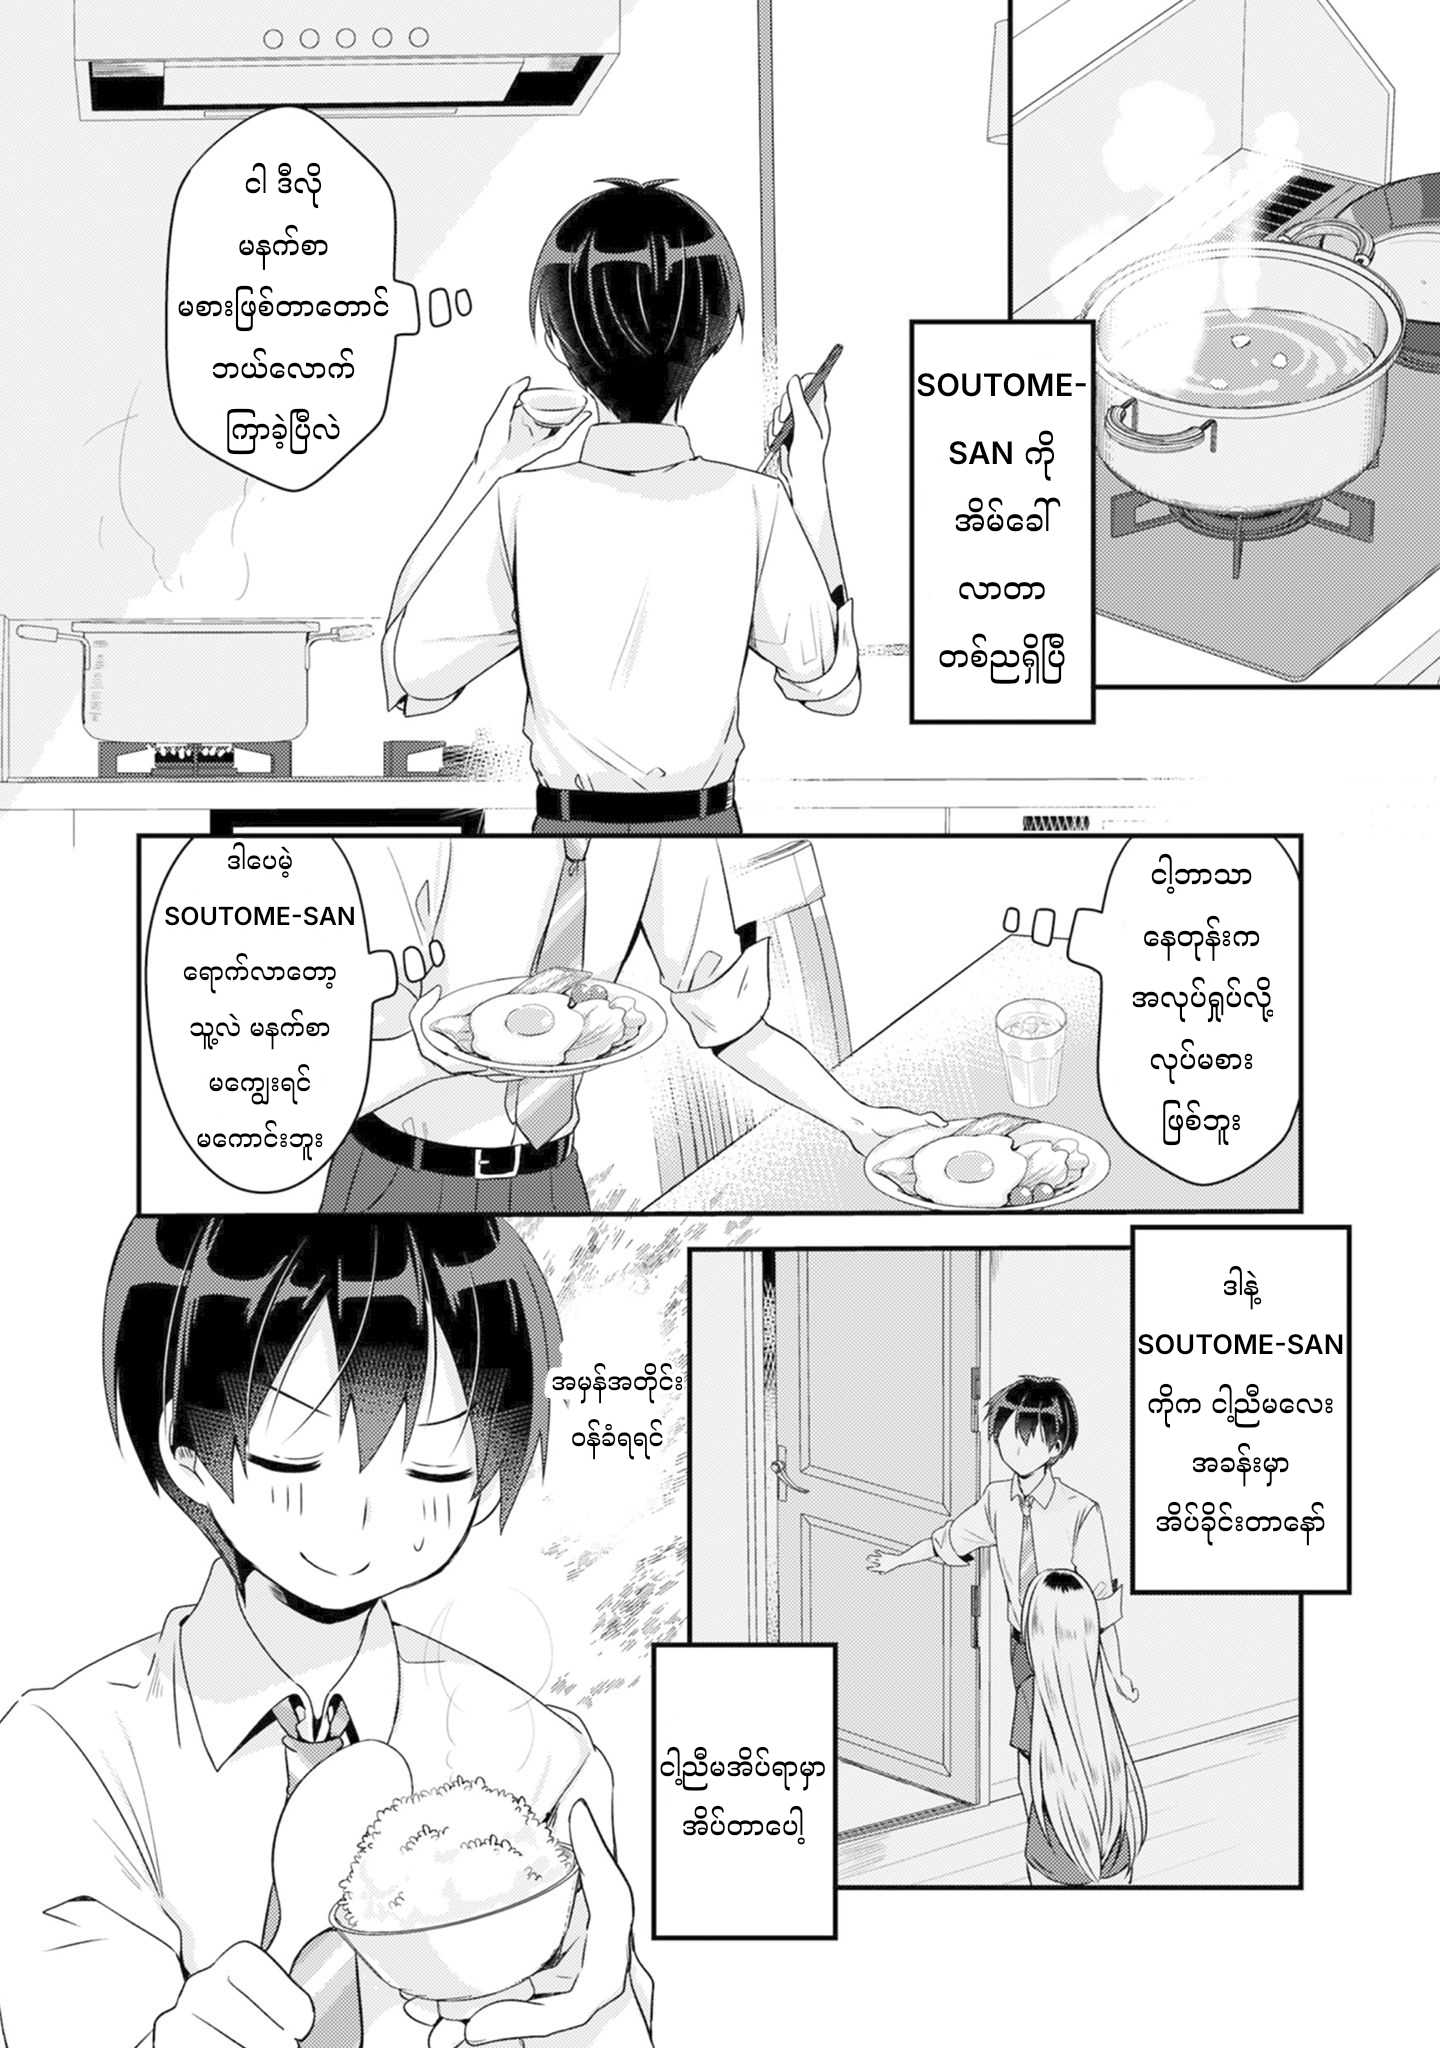 SOUTOME-
SAN ကို
အိမ်ခေါ်
လာတာ
တစ်ညရှိပြီ
ငါ ဒီလို
မနက်စာ
မစားဖြစ်တာတောင်
ဘယ်လောက်
ကြာခဲ့ပြီလဲ
ငါ့ဘာသာ
နေတုန်းက
အလုပ်ရှုပ်လို့
လုပ်မစား
ဖြစ်ဘူး
ဒါပေမဲ့
SOUTOME-SAN
ရောက်လာတော့
သူ့လဲ မနက်စာ
မကျွေးရင်
မကောင်းဘူး
ဒါနဲ့
SOUTOME-SAN
ကိုက ငါ့ညီမလေး
အခန်းမှာ
အိပ်ခိုင်းတာနော်
ငါ့ညီမအိပ်ရာမှာ
အိပ်တာပေါ့
အမှန်အတိုင်း
ဝန်ခံရရင်